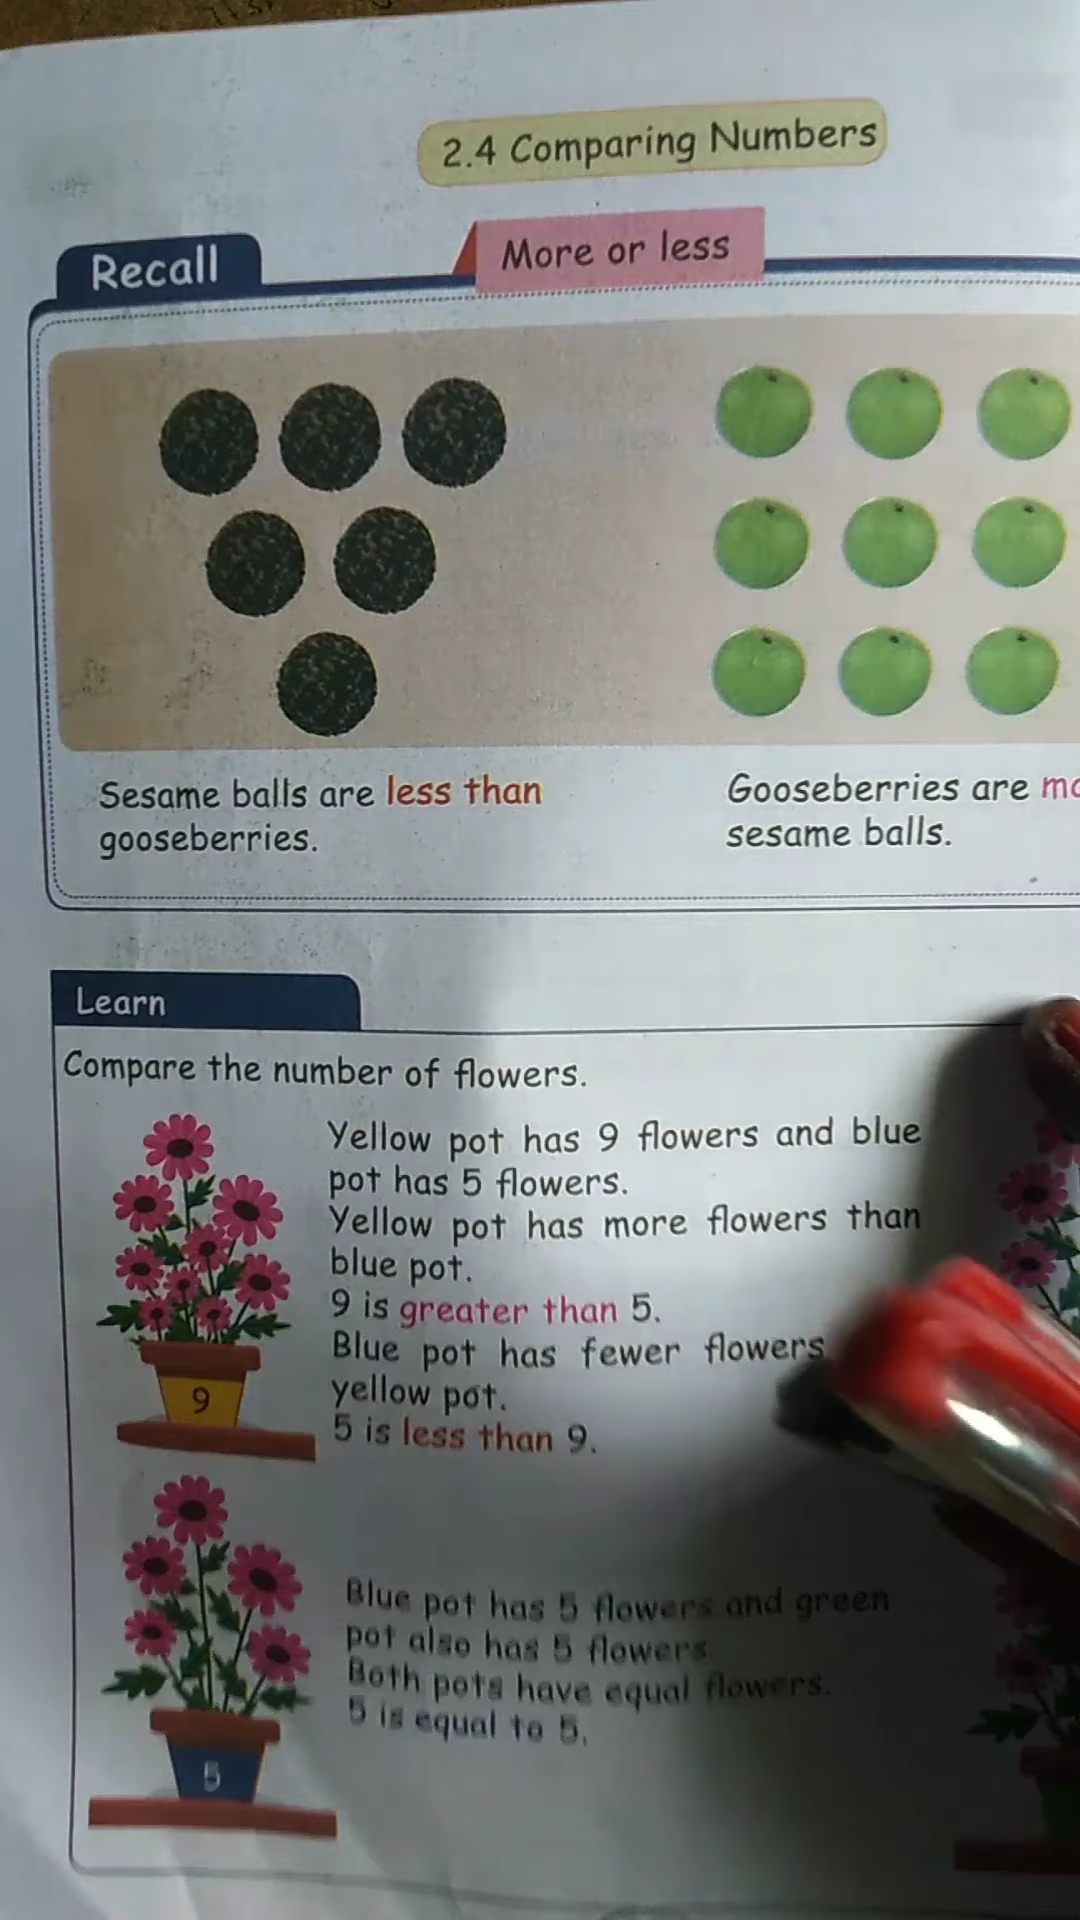 2.4 Comparing Numbers
Recall
More or less
Sesame balls are less than
gooseberries.
Gooseberries are
sesame balls.
Learn
Compare the number of flowers.
Yellow pot has 9 flowers and blue
pot has 5 flowers.
Yellow pot has more flowers than
blue pot.
9 is greater than 5.
Blue pot has fewer flowers
yellow pot.
5 is less than 9.
9
Blue pot has 5 flowers and green
pot also has 5 flowers.
Both pots have equal flowers.
5 is equal to 5.
5